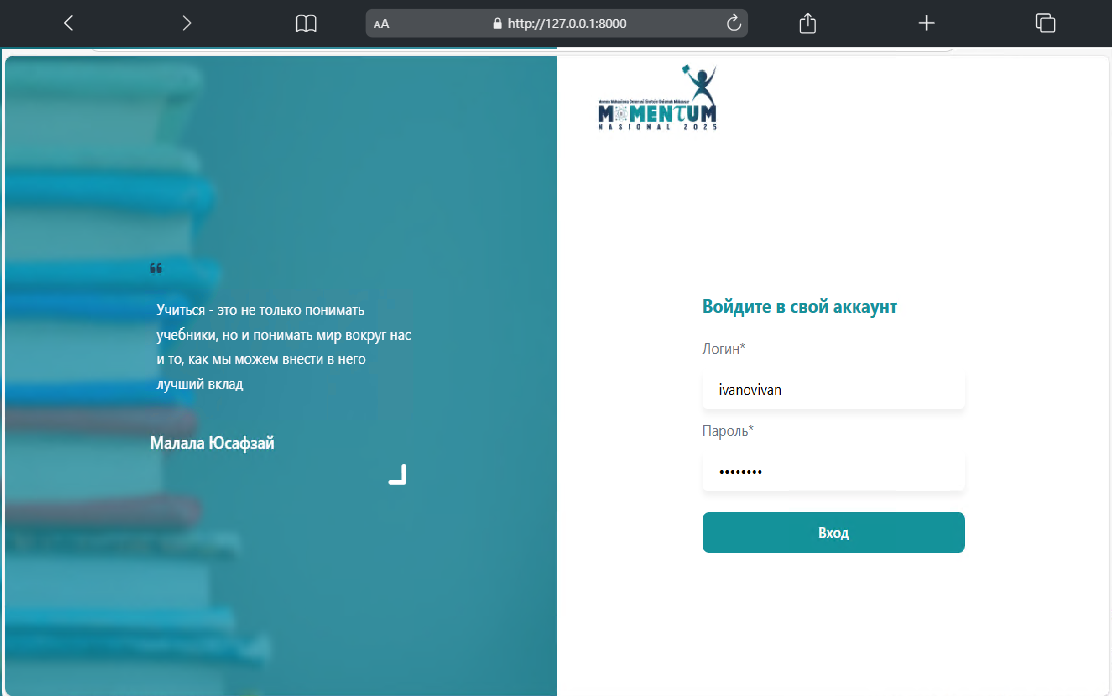 AA
http://127.0.0.1:8000
MOMENTUM
NASIONAL 2025
❝
Учиться - это не только понимать
учебники, но и понимать мир вокруг нас
и то, как мы можем внести в него
лучший вклад
Малала Юсафзай
Войдите в свой аккаунт
Логин*
ivanovivan
Пароль*
••••••••
Вход